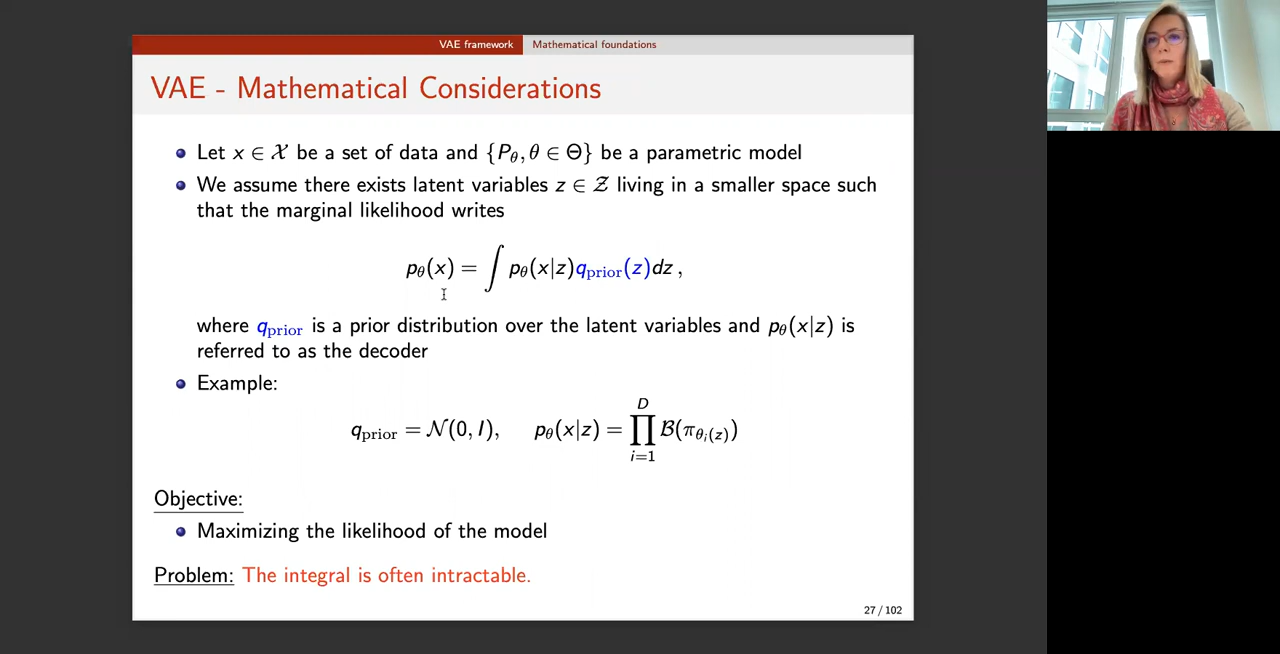 VAE framework Mathematical foundations
VAE - Mathematical Considerations
Let x ∈ 𝒳 be a set of data and {P_θ, θ ∈ Θ} be a parametric model
We assume there exists latent variables z ∈ 𝒵 living in a smaller space such
that the marginal likelihood writes
p_θ(x) = ∫ p_θ(x|z)q_prior(z)dz ,
where q_prior is a prior distribution over the latent variables and p_θ(x|z) is
referred to as the decoder
Example:
q_prior = 𝒩(0, I), p_θ(x|z) = ∏_{i=1}^{D} ℬ(π_{θ_i(z)})
Objective:
Maximizing the likelihood of the model
Problem: The integral is often intractable.
27 / 102